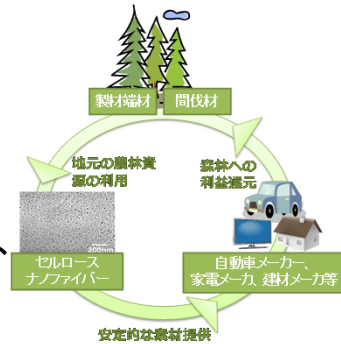 製材端材
間伐材
地元の農林資
源の利用
森林への
利益還元
200nm
セルロース
ナノファイバー
自動車メーカー、
家電メーカ、建材メーカ等
安定的な素材提供